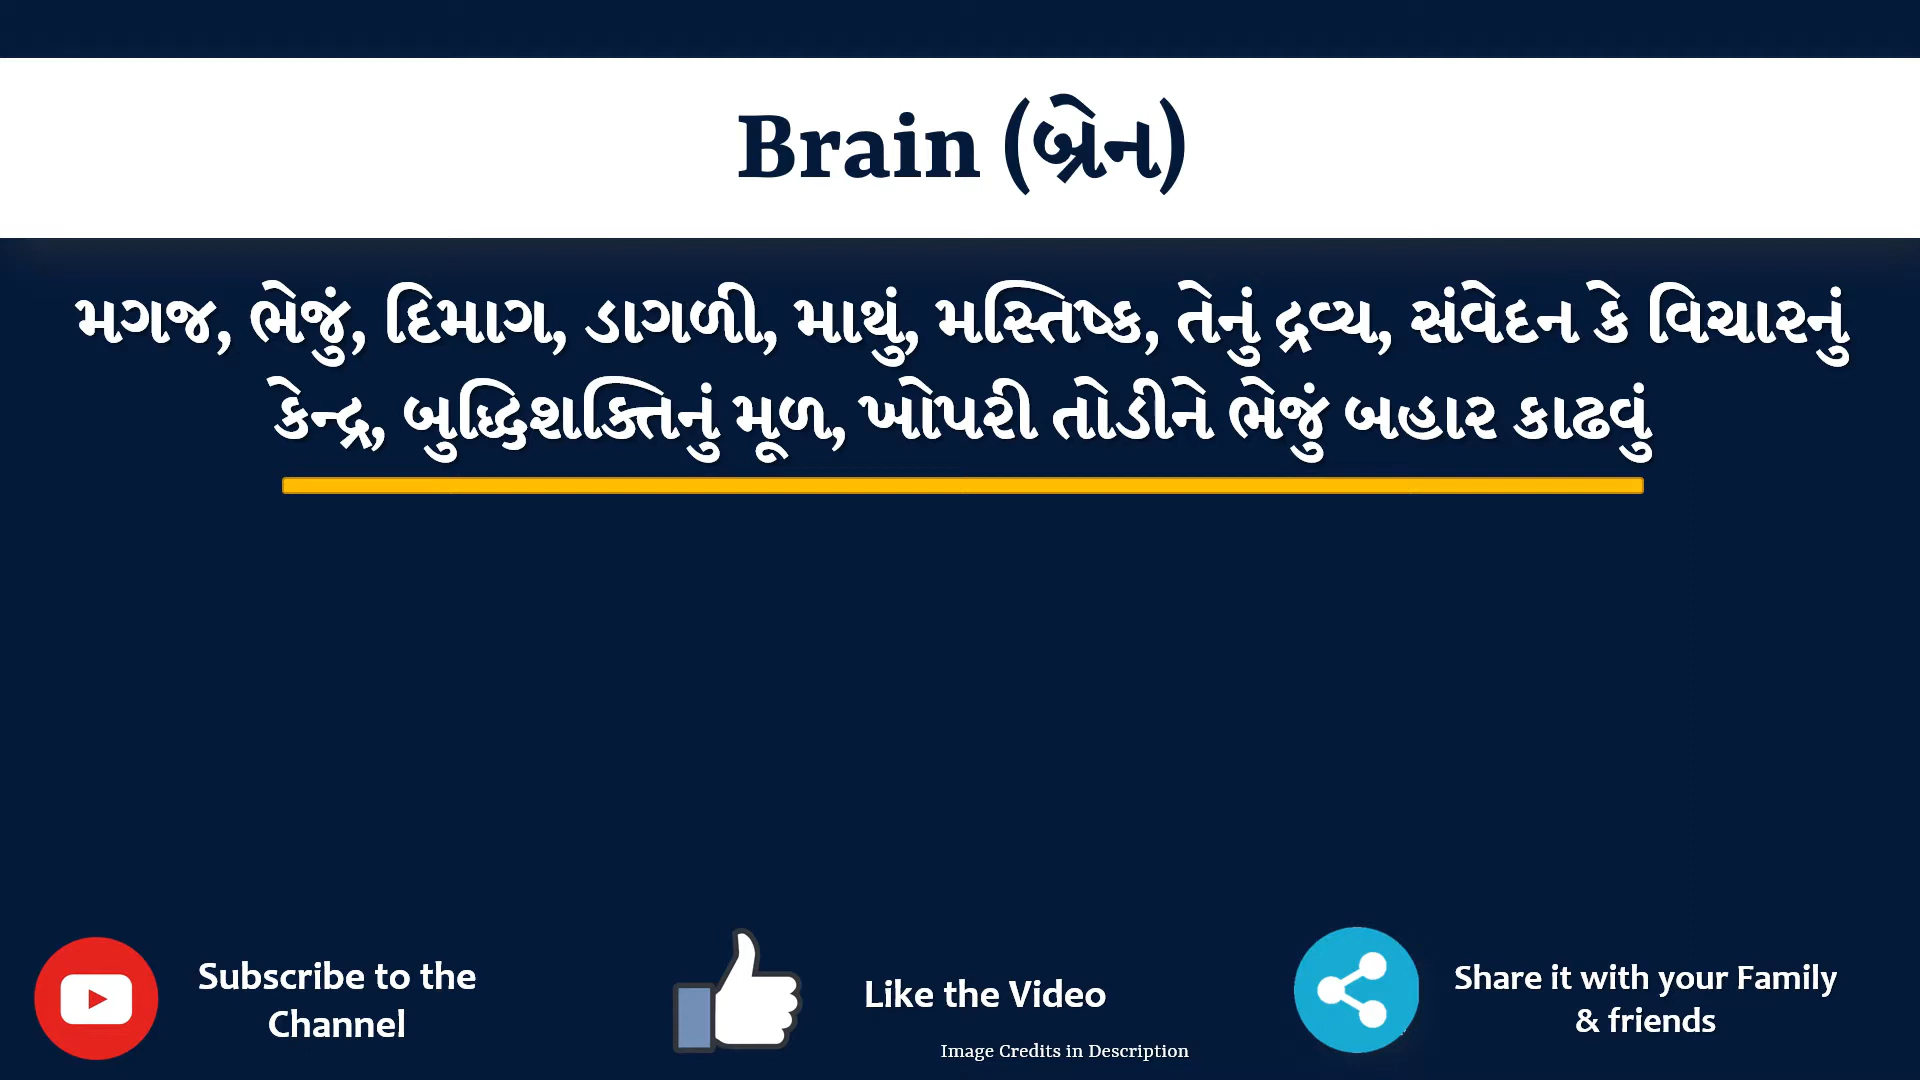 Brain (બ્રેન)
મગજ, ભેજું, દિમાગ, ડાગળી, માથું, મસ્તિષ્ક, તેનું દ્રવ્ય, સંવેદન કે વિચારનું
કેન્દ્ર, બુદ્ધિશક્તિનું મૂળ, ખોપરી તોડીને ભેજું બહાર કાઢવું
Subscribe to the
Channel
Like the Video
Share it with your Family
& friends
Image Credits in Description